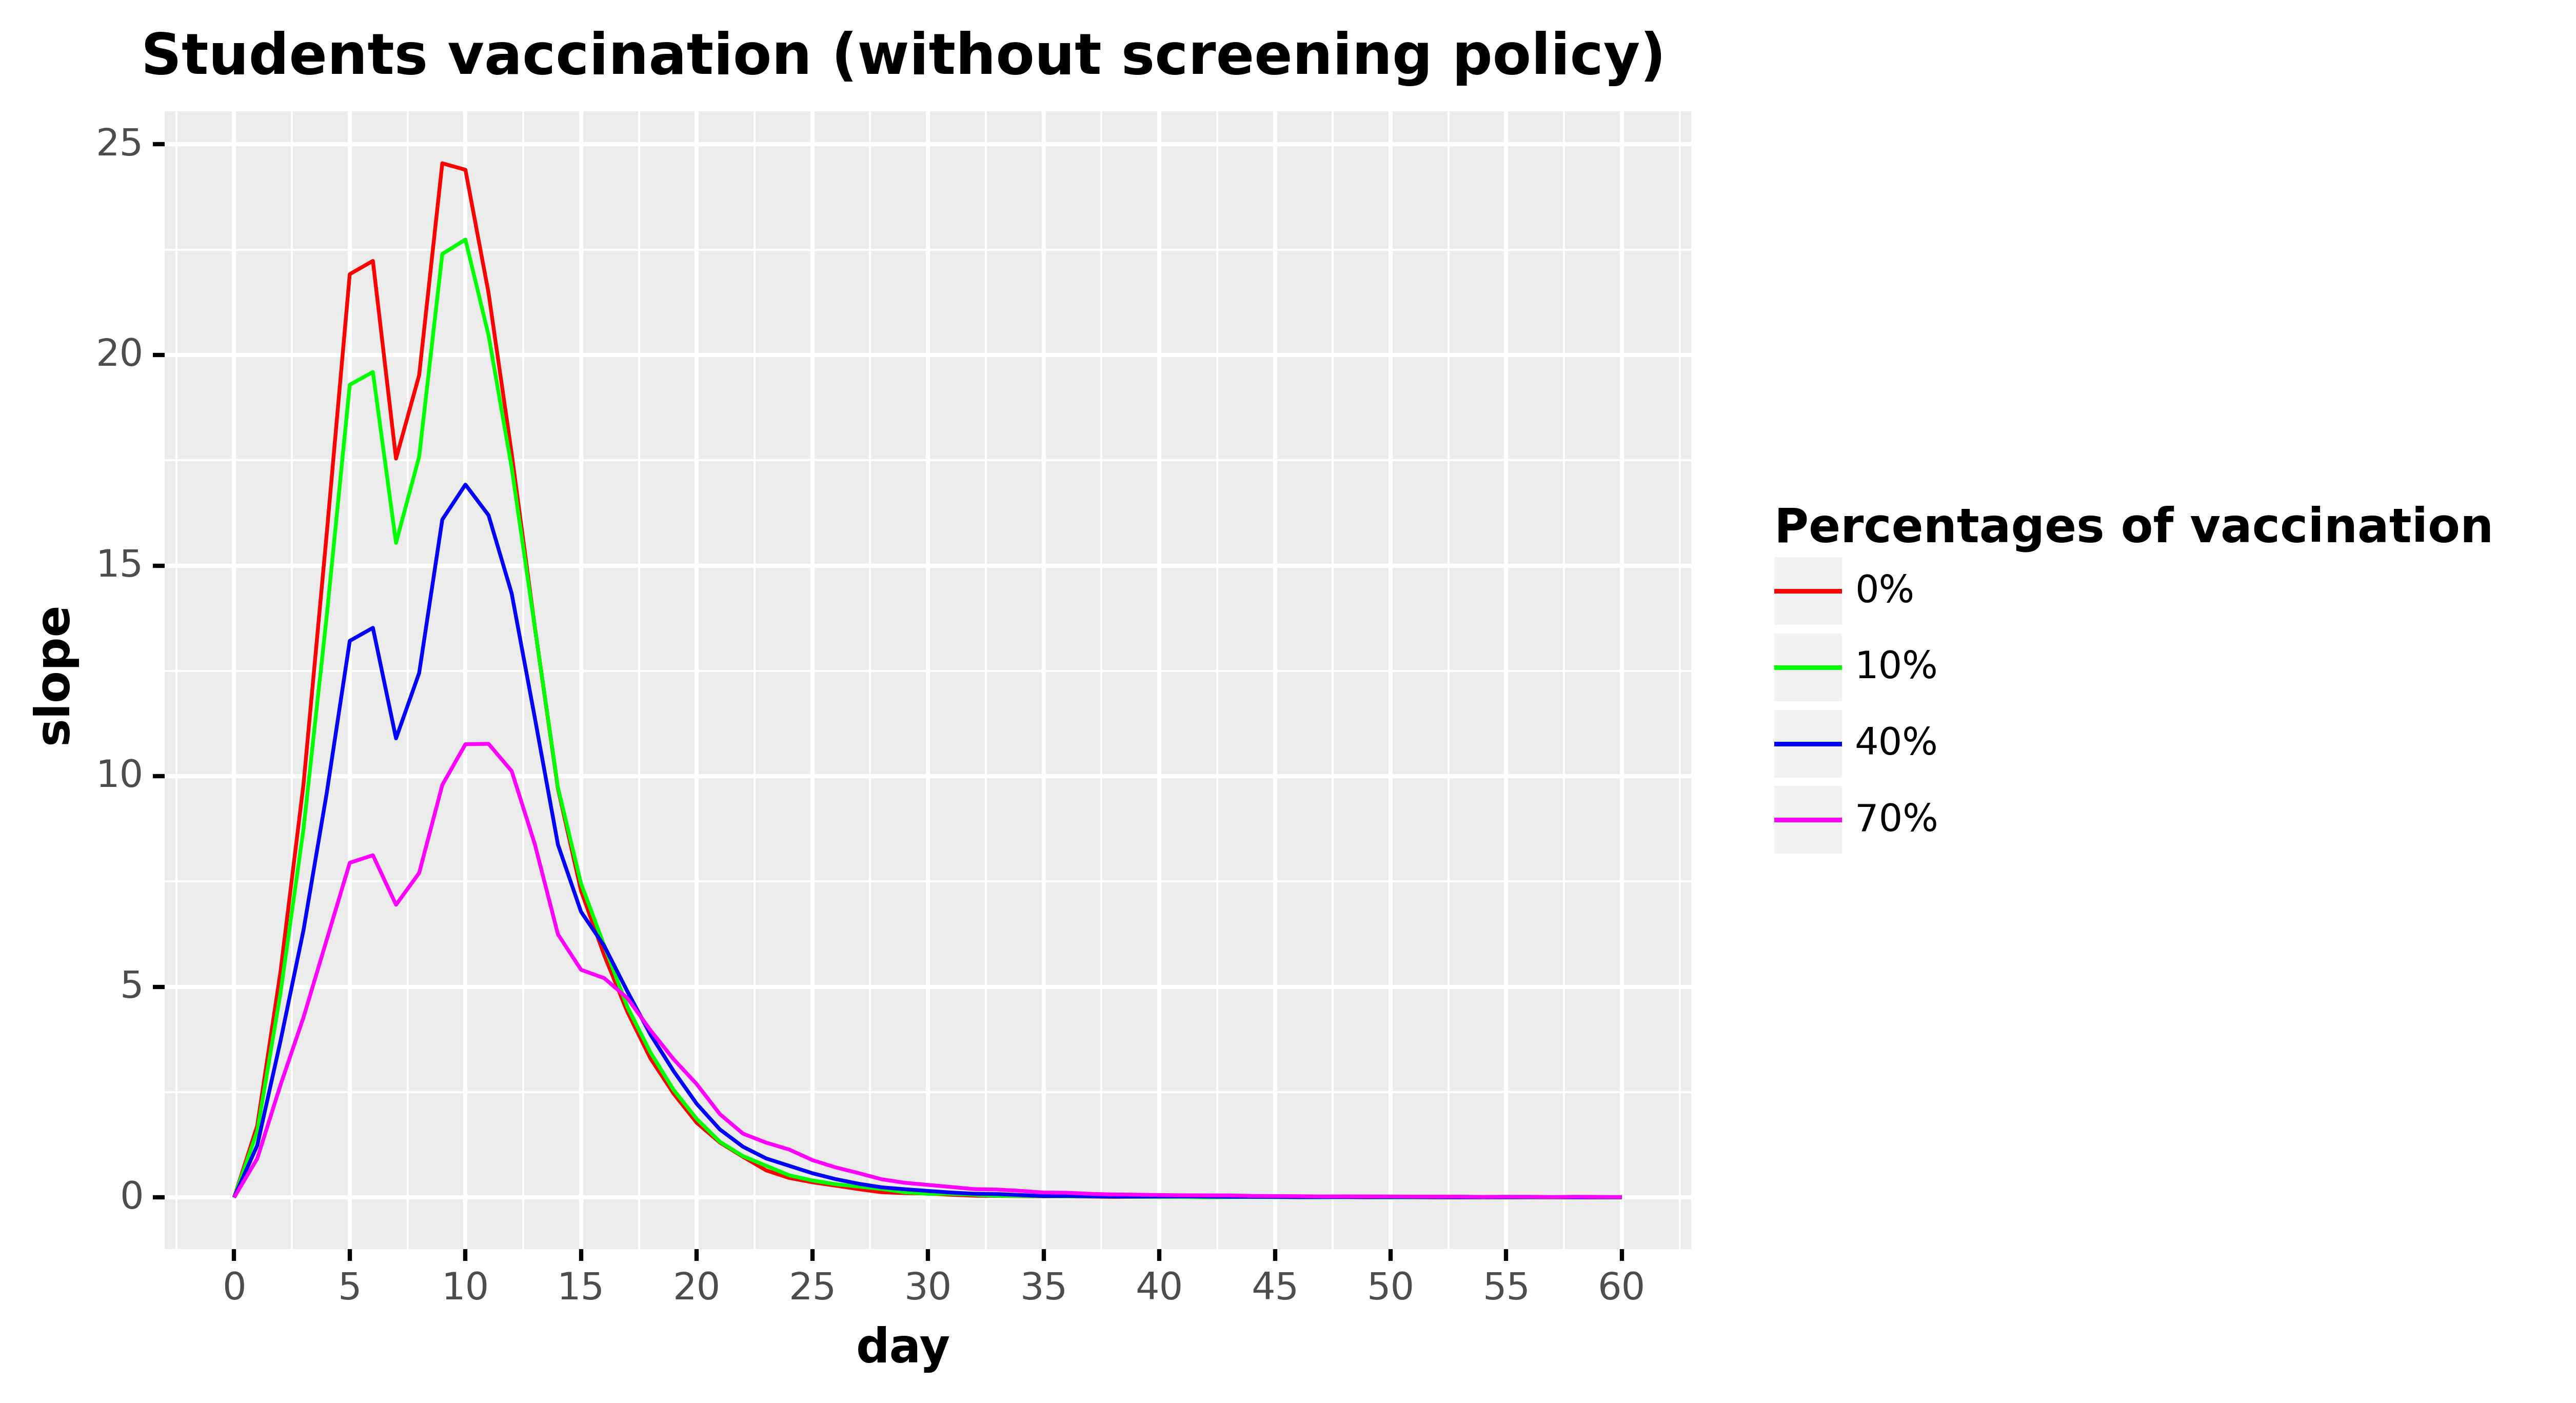 Students vaccination (without screening policy)
25
20
15
10
5
0
slope
0 5 10 15 20 25 30 35 40 45 50 55 60
day
Percentages of vaccination
0%
10%
40%
70%